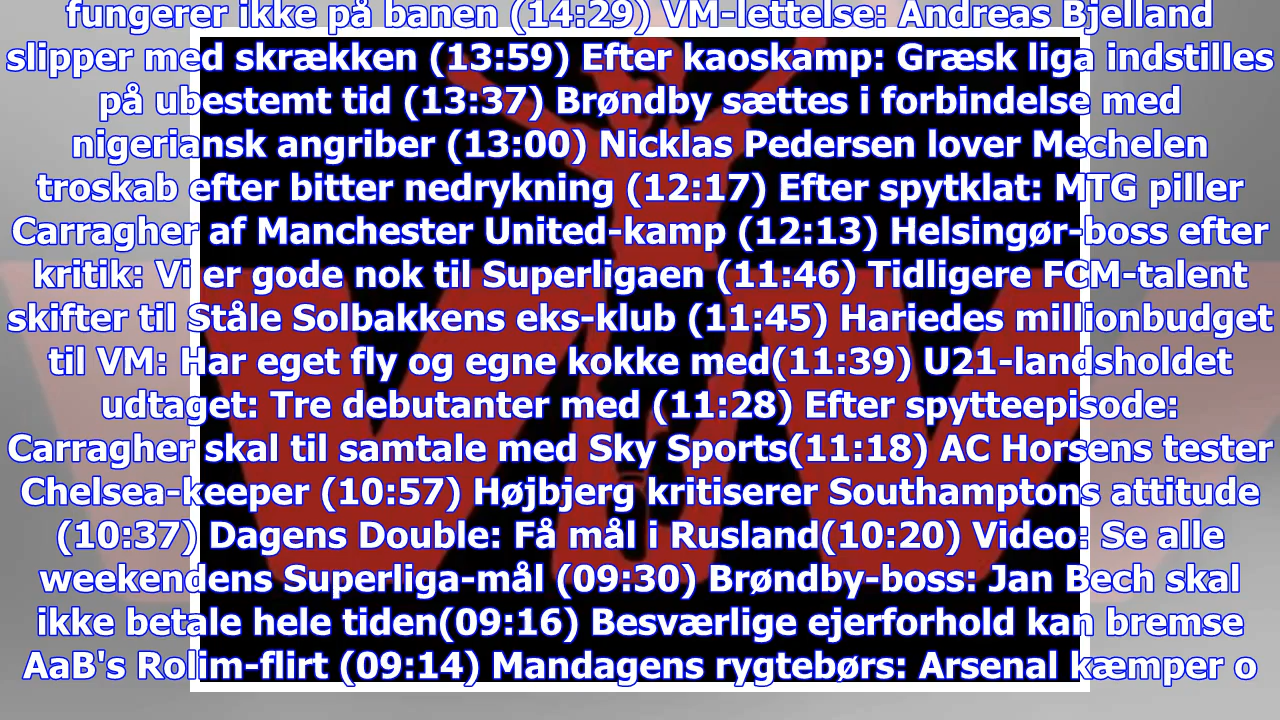 fungerer ikke på banen (14:29) VM-lettelse: Andreas Bjelland
slipper med skrækken (13:59) Efter kaoskamp: Græsk liga indstilles
på ubestemt tid (13:37) Brøndby sættes i forbindelse med
nigeriansk angriber (13:00) Nicklas Pedersen lover Mechelen
troskab efter bitter nedrykning (12:17) Efter spytklat: MTG piller
Carragher af Manchester United-kamp (12:13) Helsingør-boss efter
kritik: Vi er gode nok til Superligaen (11:46) Tidligere FCM-talent
skifter til Ståle Solbakkens eks-klub (11:45) Hariedes millionbudget
til VM: Har eget fly og egne kokke med(11:39) U21-landsholdet
udtaget: Tre debutanter med (11:28) Efter spytteepisode:
Carragher skal til samtale med Sky Sports(11:18) AC Horsens tester
Chelsea-keeper (10:57) Højbjerg kritiserer Southamptons attitude
(10:37) Dagens Double: Få mål i Rusland(10:20) Video: Se alle
weekendens Superliga-mål (09:30) Brøndby-boss: Jan Bech skal
ikke betale hele tiden(09:16) Besværlige ejerforhold kan bremse
AaB's Rolim-flirt (09:14) Mandagens rygtebørs: Arsenal kæmper o